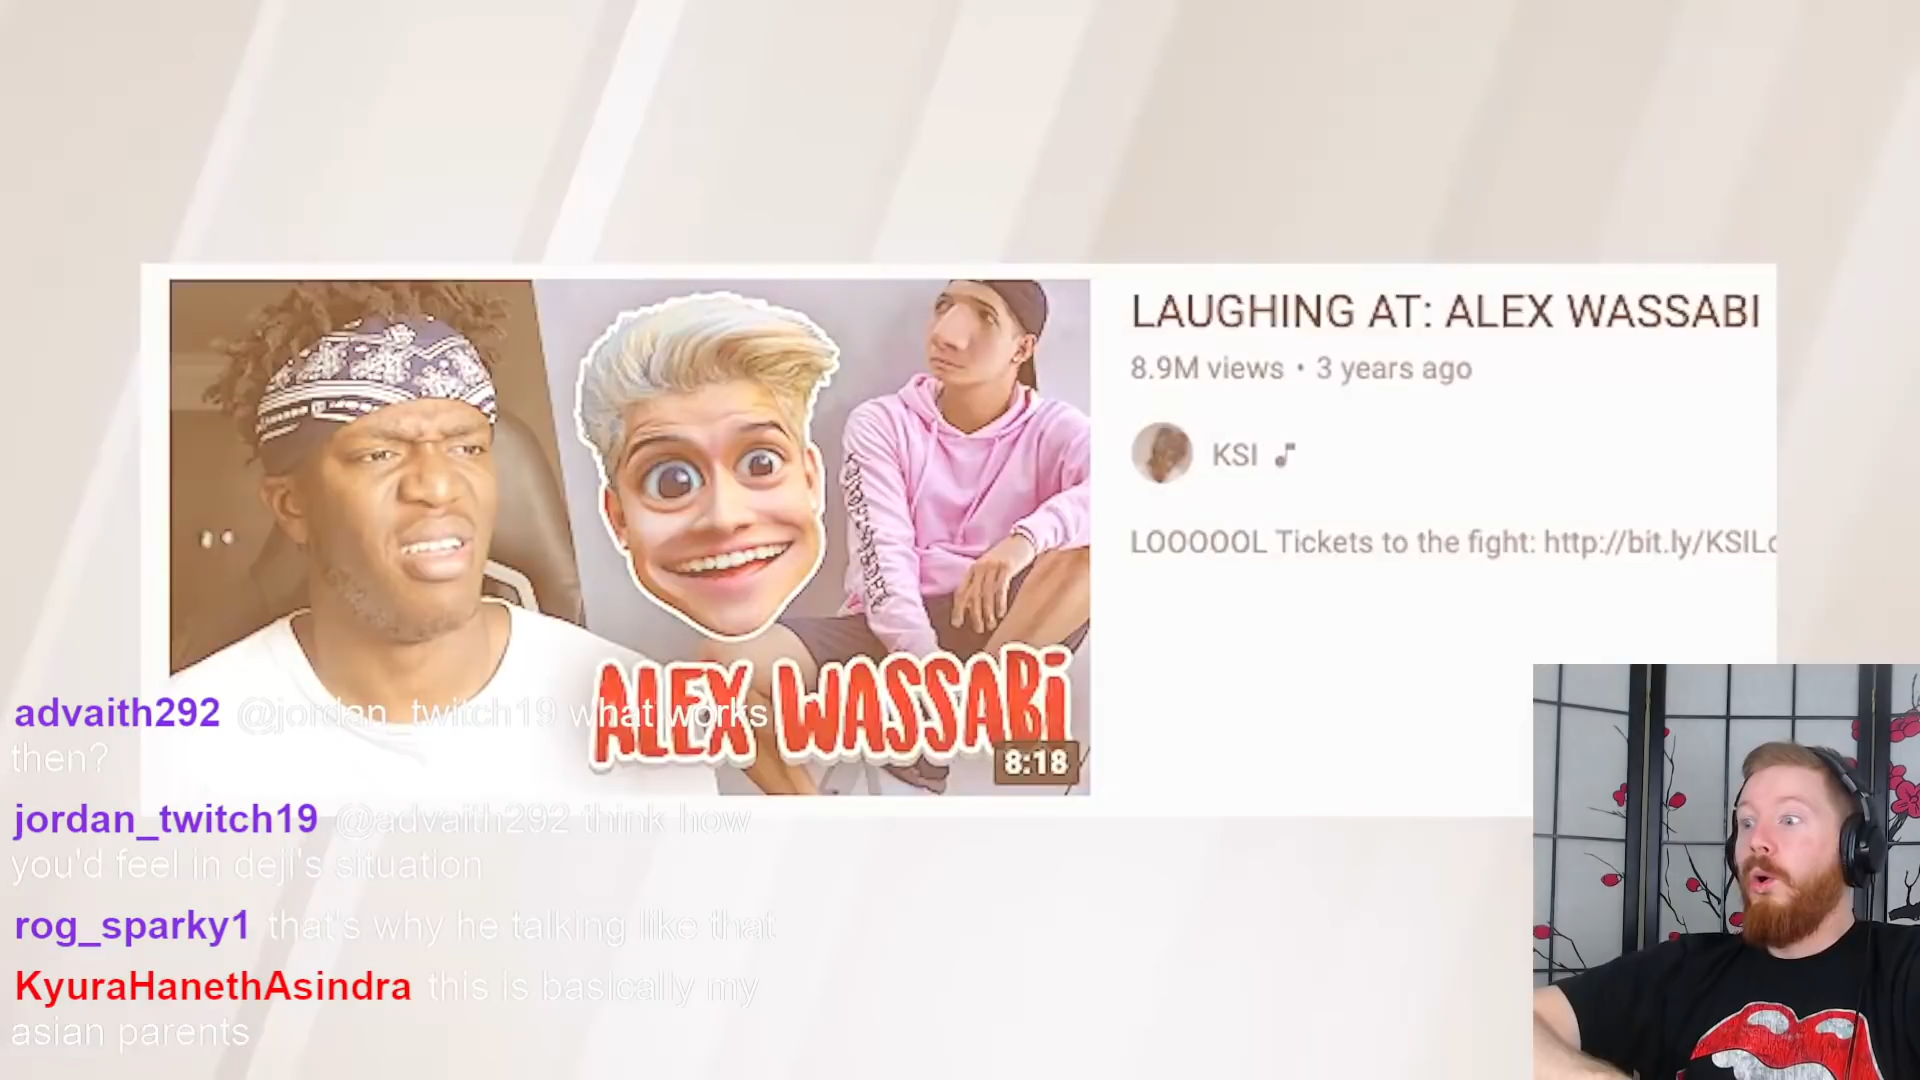 LAUGHING AT: ALEX WASSABI
8.9M views • 3 years ago
KSI
LOOOOOL Tickets to the fight: http://bit.ly/KSILo
ALEX WASSABi
8:18
advaith292 @jordan_twitch19 what works
then?
jordan_twitch19 @advaith292 think how
you'd feel in deji's situation
rog_sparky1 that's why he talking like that
KyuraHanethAsindra this is basically my
asian parents